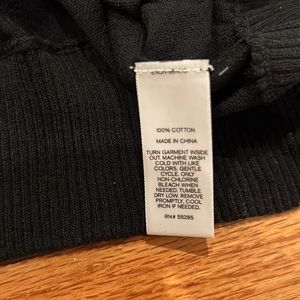 100% COTTON
MADE IN CHINA
TURN GARMENT INSIDE
OUT. MACHINE WASH
COLD WITH LIKE
COLORS. GENTLE
CYCLE. ONLY
NON-CHLORINE
BLEACH WHEN
NEEDED. TUMBLE
DRY LOW. REMOVE
PROMPTLY. COOL
IRON IF NEEDED.
RN# 55285